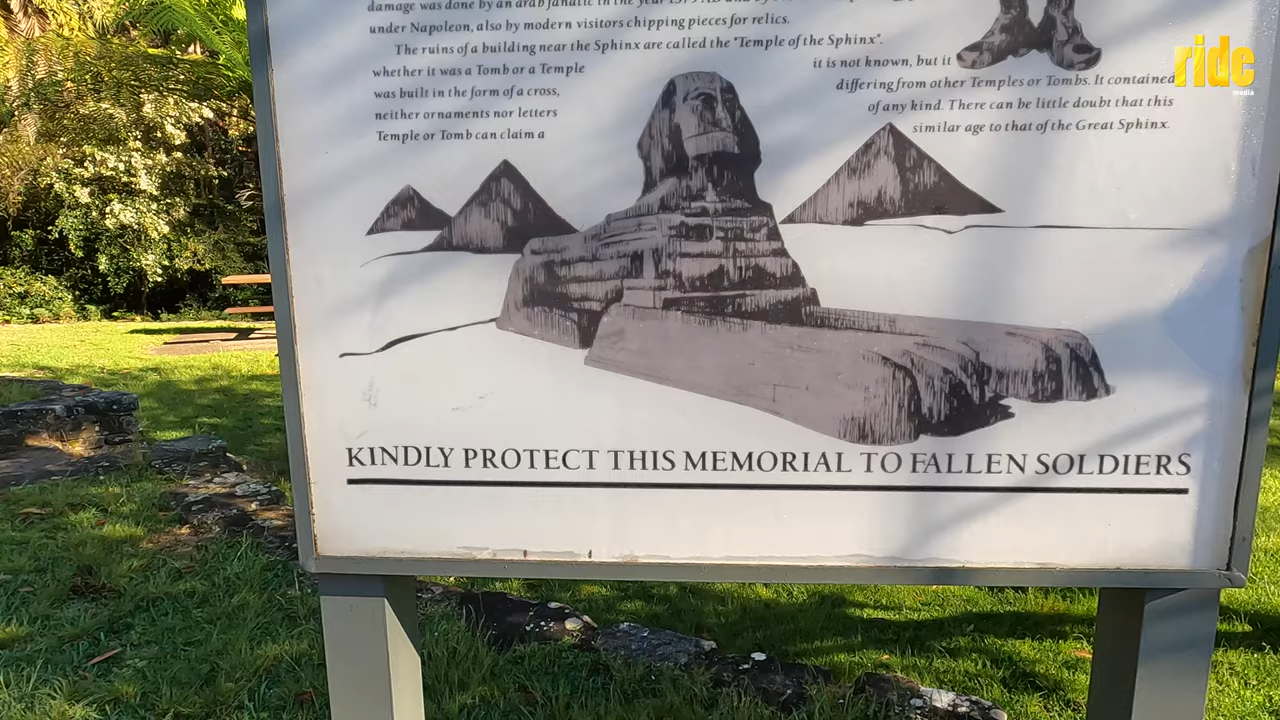 damage was done by an arab fanatic in the year 1379 AD and by
under Napoleon, also by modern visitors chipping pieces for relics.
The ruins of a building near the Sphinx are called the "Temple of the Sphinx".
whether it was a Tomb or a Temple it is not known, but it
was built in the form of a cross, differing from other Temples or Tombs. It contained
neither ornaments nor letters of any kind. There can be little doubt that this
Temple or Tomb can claim a similar age to that of the Great Sphinx.
KINDLY PROTECT THIS MEMORIAL TO FALLEN SOLDIERS
ride
media